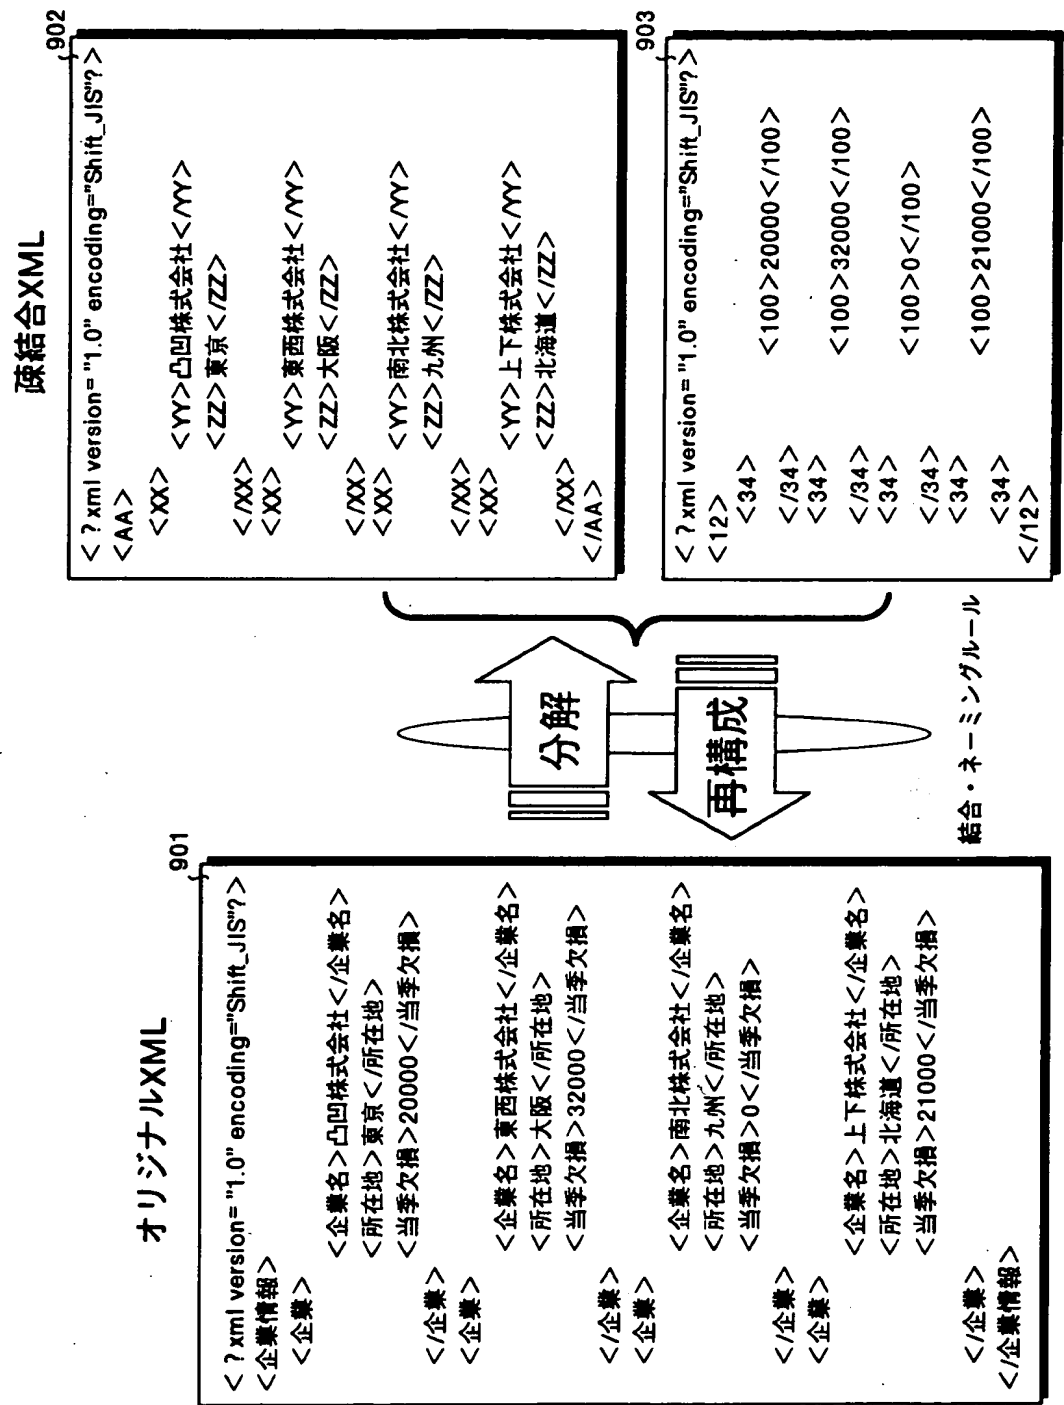 オリジナルXML
901
< ? xml version= "1.0" encoding="Shift_JIS"? >
<企業情報>
<企業>
<企業名>凸凹株式会社</企業名>
<所在地>東京</所在地>
<当季欠損>20000</当季欠損>
</企業>
<企業>
<企業名>東西株式会社</企業名>
<所在地>大阪</所在地>
<当季欠損>32000</当季欠損>
</企業>
<企業>
<企業名>南北株式会社</企業名>
<所在地>九州</所在地>
<当季欠損>0</当季欠損>
</企業>
<企業>
<企業名>上下株式会社</企業名>
<所在地>北海道</所在地>
<当季欠損>21000</当季欠損>
</企業>
</企業情報>
分解
再構成
結合・ネーミングルール
疎結合XML
902
< ? xml version= "1.0" encoding="Shift_JIS"? >
<AA>
<XX>
<YY>凸凹株式会社</YY>
<ZZ>東京</ZZ>
</XX>
<XX>
<YY>東西株式会社</YY>
<ZZ>大阪</ZZ>
</XX>
<XX>
<YY>南北株式会社</YY>
<ZZ>九州</ZZ>
</XX>
<XX>
<YY>上下株式会社</YY>
<ZZ>北海道</ZZ>
</XX>
</AA>
903
< ? xml version= "1.0" encoding="Shift_JIS"? >
<12>
<34>
<100>20000</100>
</34>
<34>
<100>32000</100>
</34>
<34>
<100>0</100>
</34>
<34>
<100>21000</100>
<34>
</12>